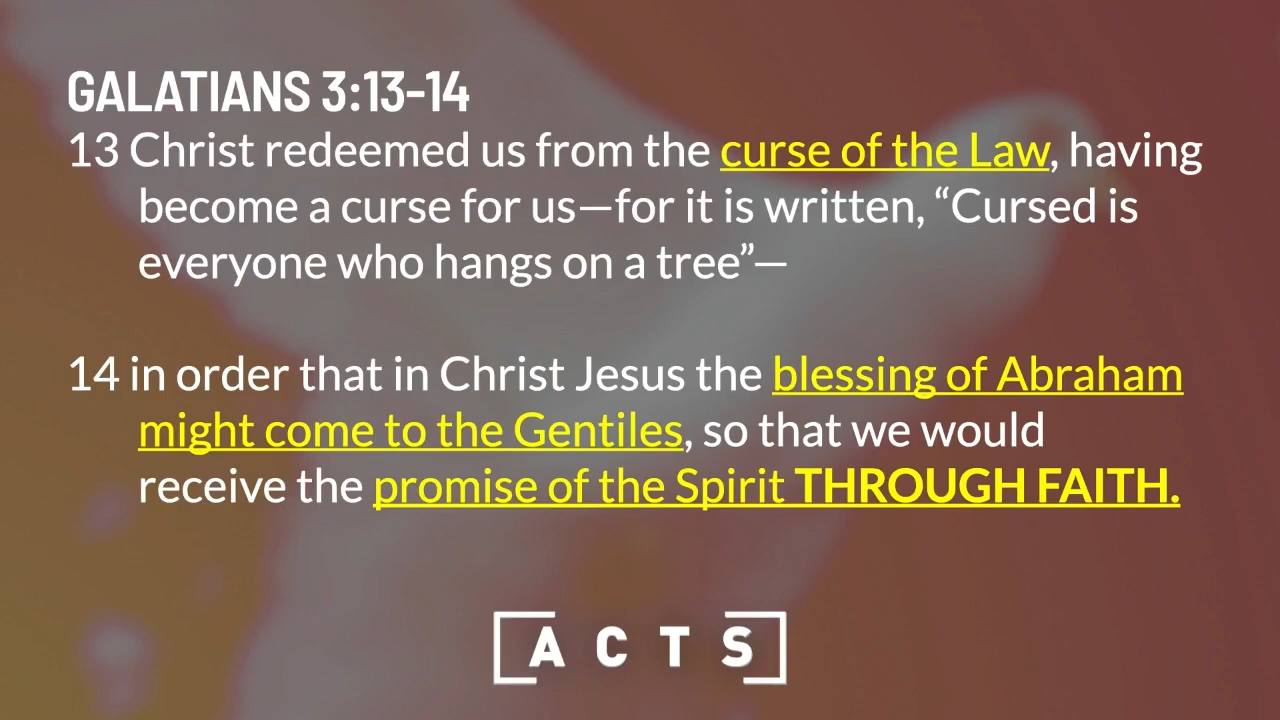 GALATIANS 3:13-14
13 Christ redeemed us from the curse of the Law, having
become a curse for us—for it is written, “Cursed is
everyone who hangs on a tree”—
14 in order that in Christ Jesus the blessing of Abraham
might come to the Gentiles, so that we would
receive the promise of the Spirit THROUGH FAITH.
[ACTS]